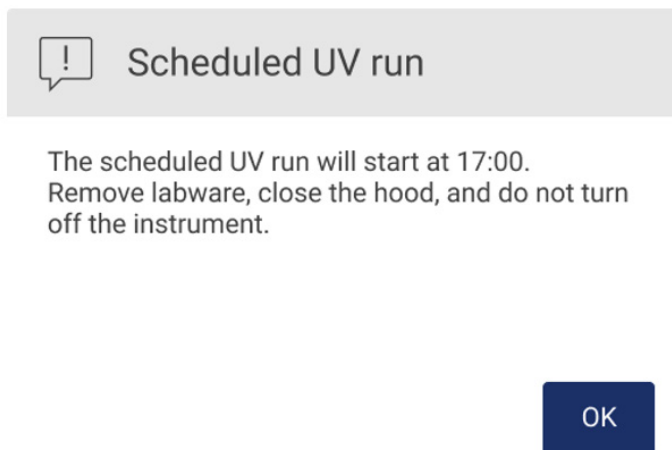 !
Scheduled UV run
The scheduled UV run will start at 17:00.
Remove labware, close the hood, and do not turn
off the instrument.
OK